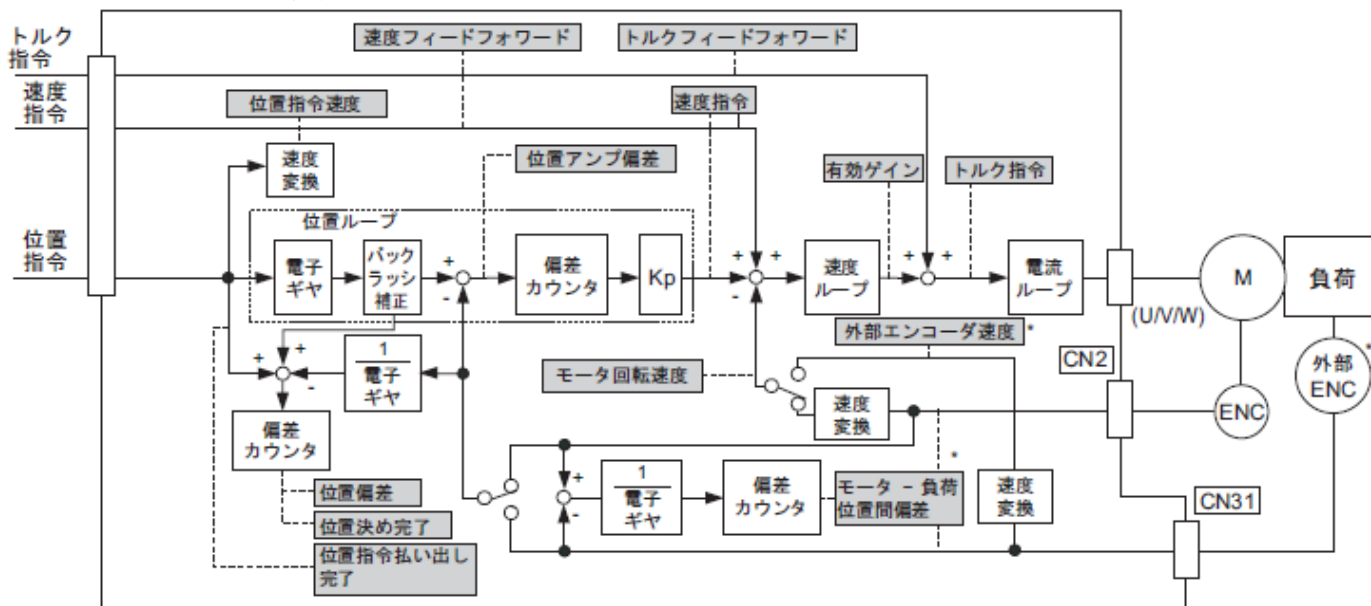 トルク
指令
速度
指令
位置
指令
速度フィードフォワード
トルクフィードフォワード
位置指令速度
速度指令
速度
変換
位置アンプ偏差
有効ゲイン
トルク指令
位置ループ
電子
ギヤ
バック
ラッシ
補正
+
-
偏差
カウンタ
Kp
+
+
-
+
速度
ループ
+
+
+
電流
ループ
(U/V/W)
M
負荷
外部エンコーダ速度 *
CN2
外部
ENC
*
ENC
+
+
-
1
電子
ギヤ
モータ回転速度
速度
変換
偏差
カウンタ
位置偏差
位置決め完了
位置指令払い出し
完了
+
-
1
電子
ギヤ
偏差
カウンタ
*
モータ － 負荷
位置間偏差
速度
変換
CN31